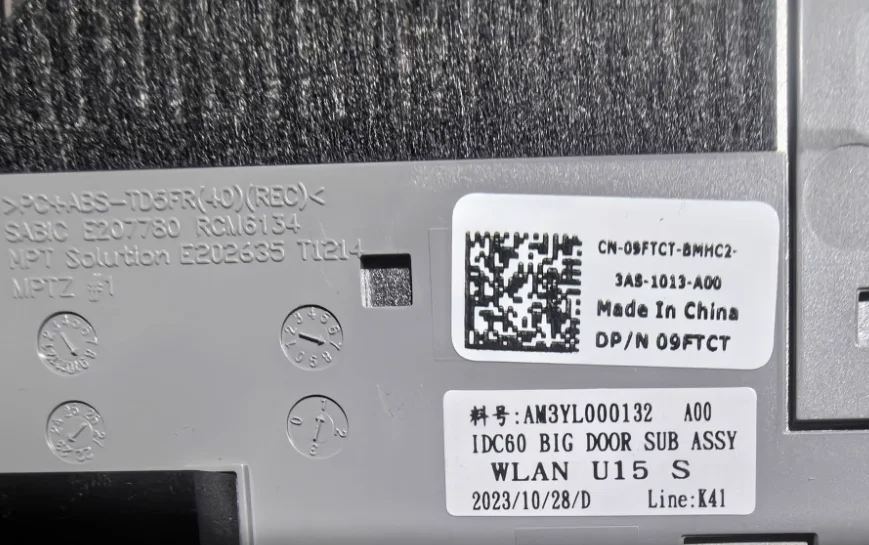 >PC+ABS-TD5FR(40)(REC)<
SABIC E207780 RCM6134
MPT Solution E202635 T1214
MPTZ #1
CN-09FTCT-BMHC2-
3AS-1013-A00
Made In China
DP/N 09FTCT
料号:AM3YL000132 A00
IDC60 BIG DOOR SUB ASSY
WLAN U15 S
2023/10/28/D Line:K41